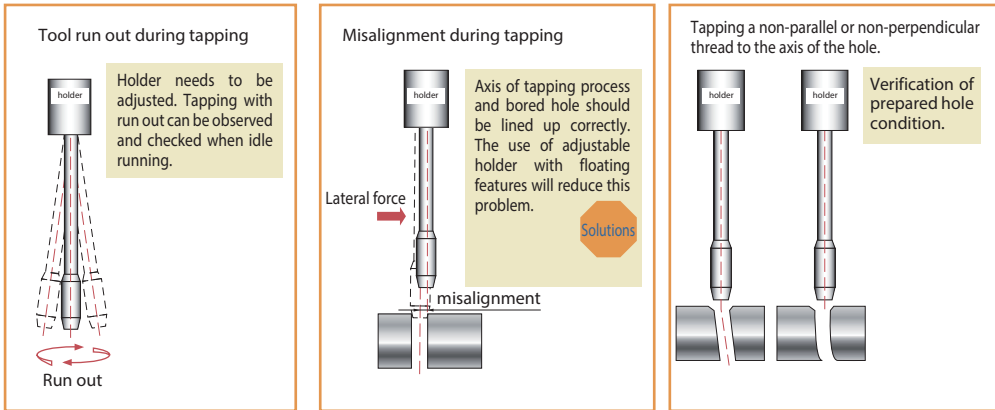 Tool run out during tapping
holder
Holder needs to be
adjusted. Tapping with
run out can be observed
and checked when idle
running.
Run out
Misalignment during tapping
holder
Axis of tapping process
and bored hole should
be lined up correctly.
The use of adjustable
holder with floating
features will reduce this
problem.
Solutions
Lateral force
misalignment
Tapping a non-parallel or non-perpendicular
thread to the axis of the hole.
holder
holder
Verification of
prepared hole
condition.